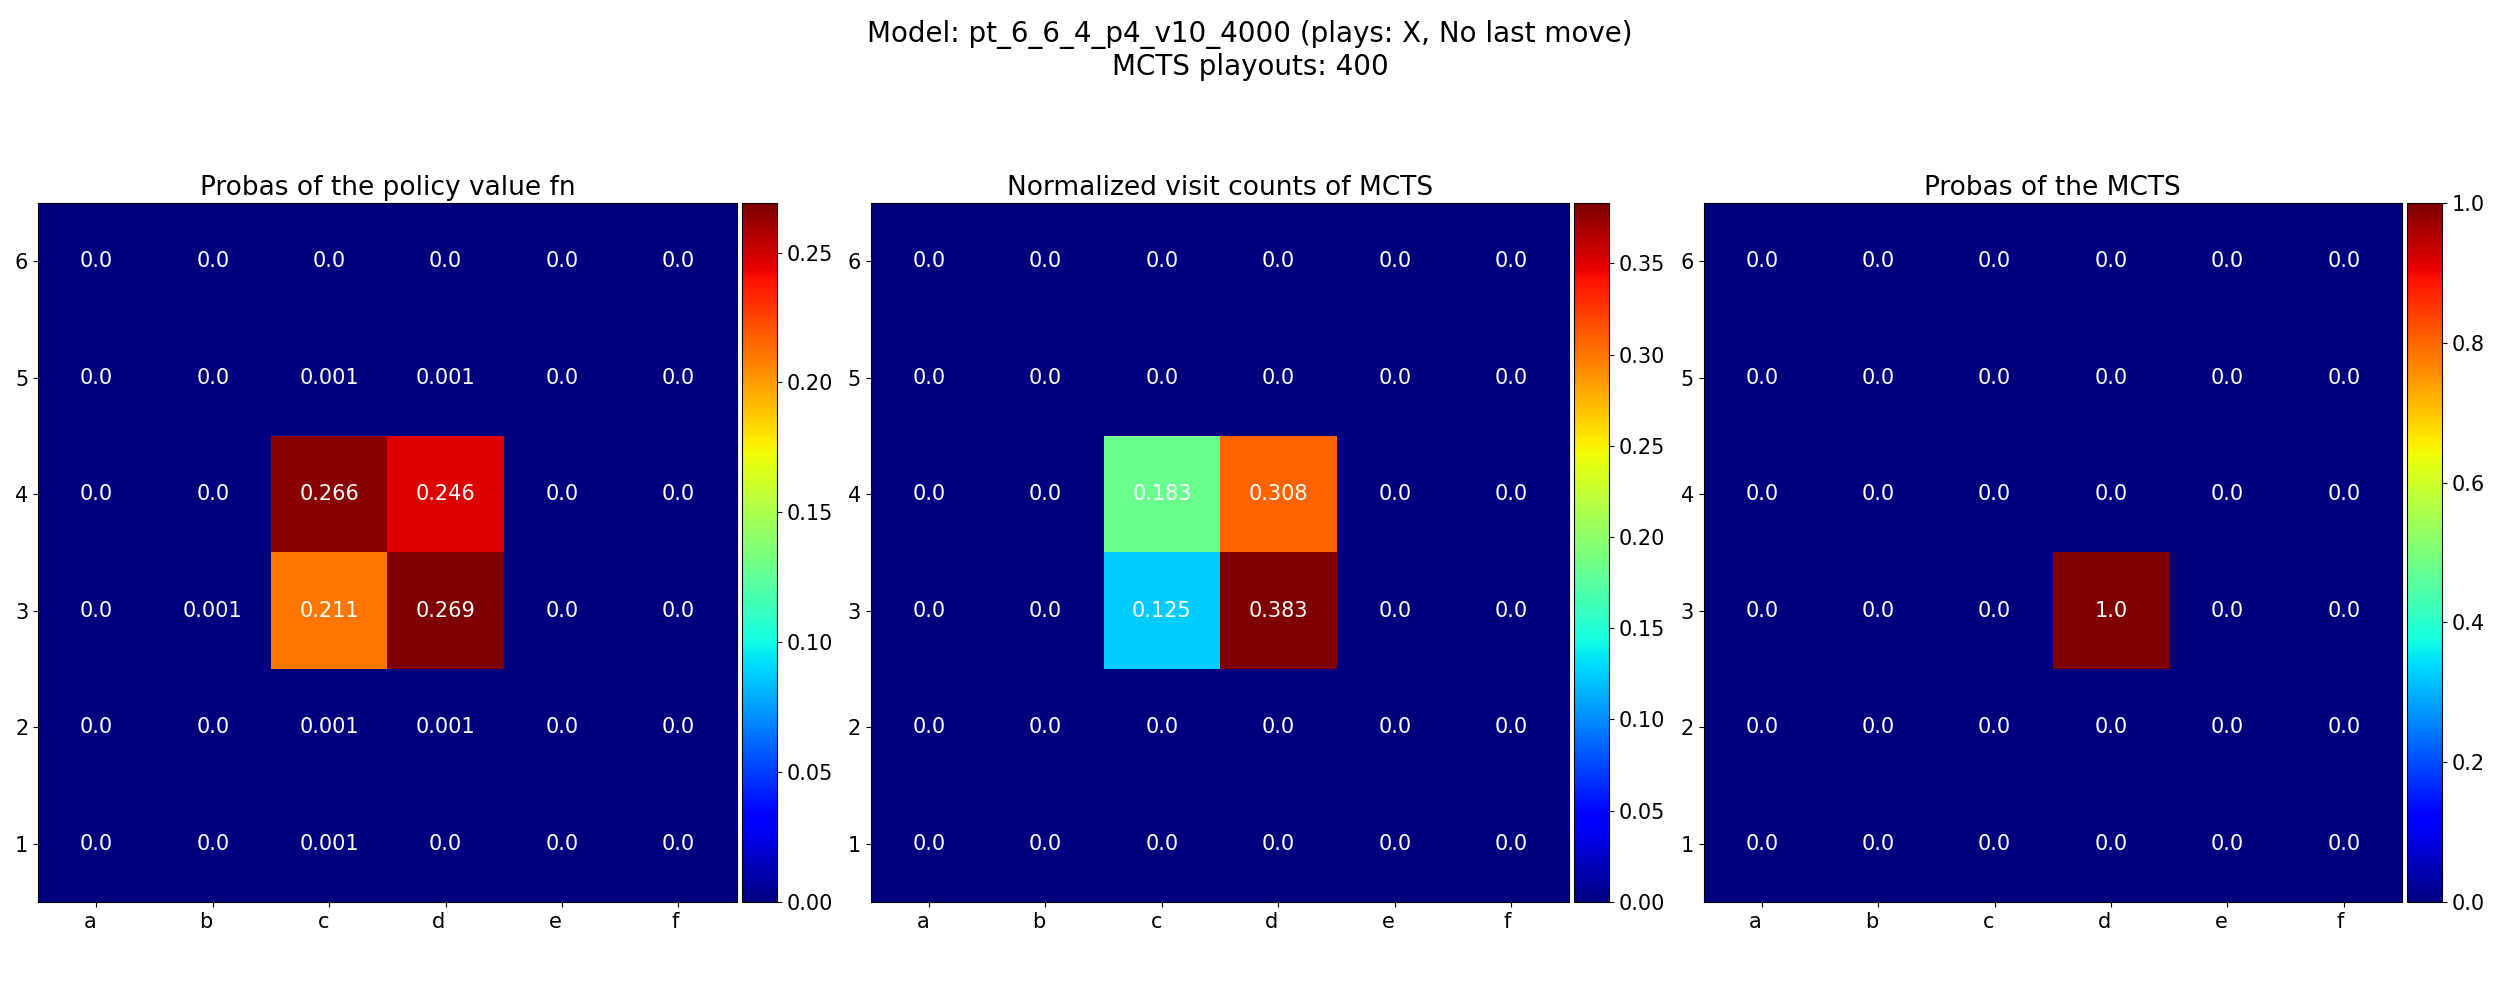 Model: pt_6_6_4_p4_v10_4000 (plays: X, No last move)
MCTS playouts: 400
Probas of the policy value fn
6 0.0 0.0 0.0 0.0 0.0 0.0
5 0.0 0.0 0.001 0.001 0.0 0.0
4 0.0 0.0 0.266 0.246 0.0 0.0
3 0.0 0.001 0.211 0.269 0.0 0.0
2 0.0 0.0 0.001 0.001 0.0 0.0
1 0.0 0.0 0.001 0.0 0.0 0.0
a b c d e f
0.25
0.20
0.15
0.10
0.05
0.00
Normalized visit counts of MCTS
6 0.0 0.0 0.0 0.0 0.0 0.0
5 0.0 0.0 0.0 0.0 0.0 0.0
4 0.0 0.0 0.183 0.308 0.0 0.0
3 0.0 0.0 0.125 0.383 0.0 0.0
2 0.0 0.0 0.0 0.0 0.0 0.0
1 0.0 0.0 0.0 0.0 0.0 0.0
a b c d e f
0.35
0.30
0.25
0.20
0.15
0.10
0.05
0.00
Probas of the MCTS
6 0.0 0.0 0.0 0.0 0.0 0.0
5 0.0 0.0 0.0 0.0 0.0 0.0
4 0.0 0.0 0.0 0.0 0.0 0.0
3 0.0 0.0 0.0 1.0 0.0 0.0
2 0.0 0.0 0.0 0.0 0.0 0.0
1 0.0 0.0 0.0 0.0 0.0 0.0
a b c d e f
1.0
0.8
0.6
0.4
0.2
0.0